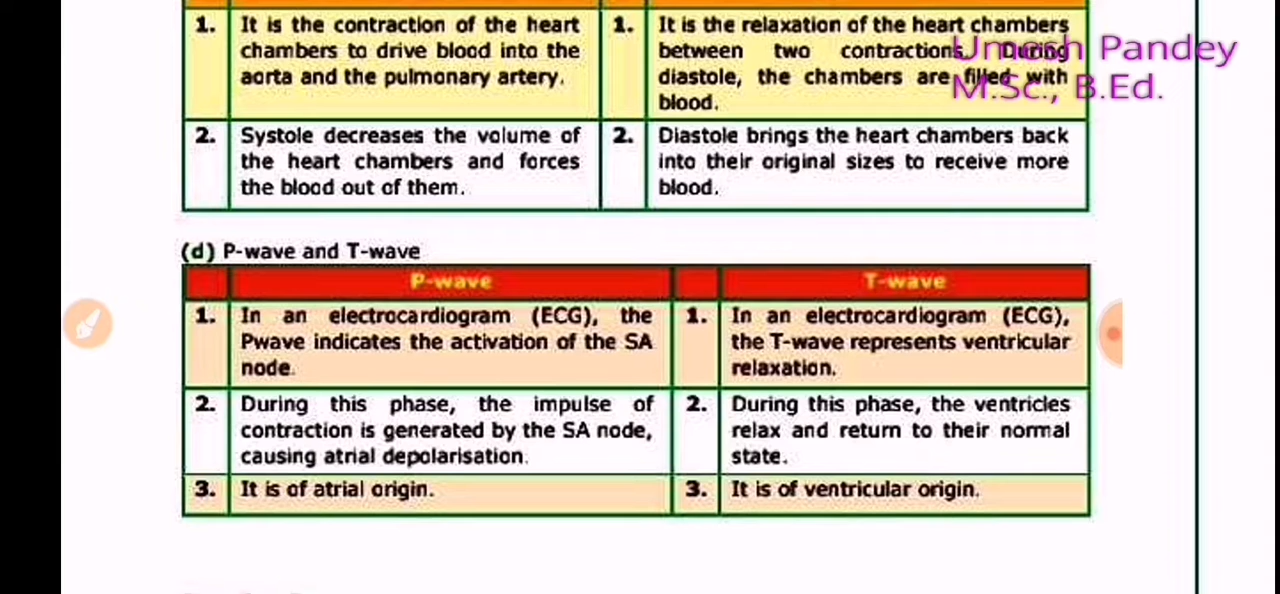 1. It is the contraction of the heart
chambers to drive blood into the
aorta and the pulmonary artery.
1. It is the relaxation of the heart chambers
between two contractions. During
diastole, the chambers are filled with
blood.
Umesh Pandey
M.Sc., B.Ed.
2. Systole decreases the volume of
the heart chambers and forces
the blood out of them.
2. Diastole brings the heart chambers back
into their original sizes to receive more
blood.
(d) P-wave and T-wave
P-wave
T-wave
1. In an electrocardiogram (ECG), the
Pwave indicates the activation of the SA
node.
1. In an electrocardiogram (ECG),
the T-wave represents ventricular
relaxation.
2. During this phase, the impulse of
contraction is generated by the SA node,
causing atrial depolarisation.
2. During this phase, the ventricles
relax and return to their normal
state.
3. It is of atrial origin.
3. It is of ventricular origin.